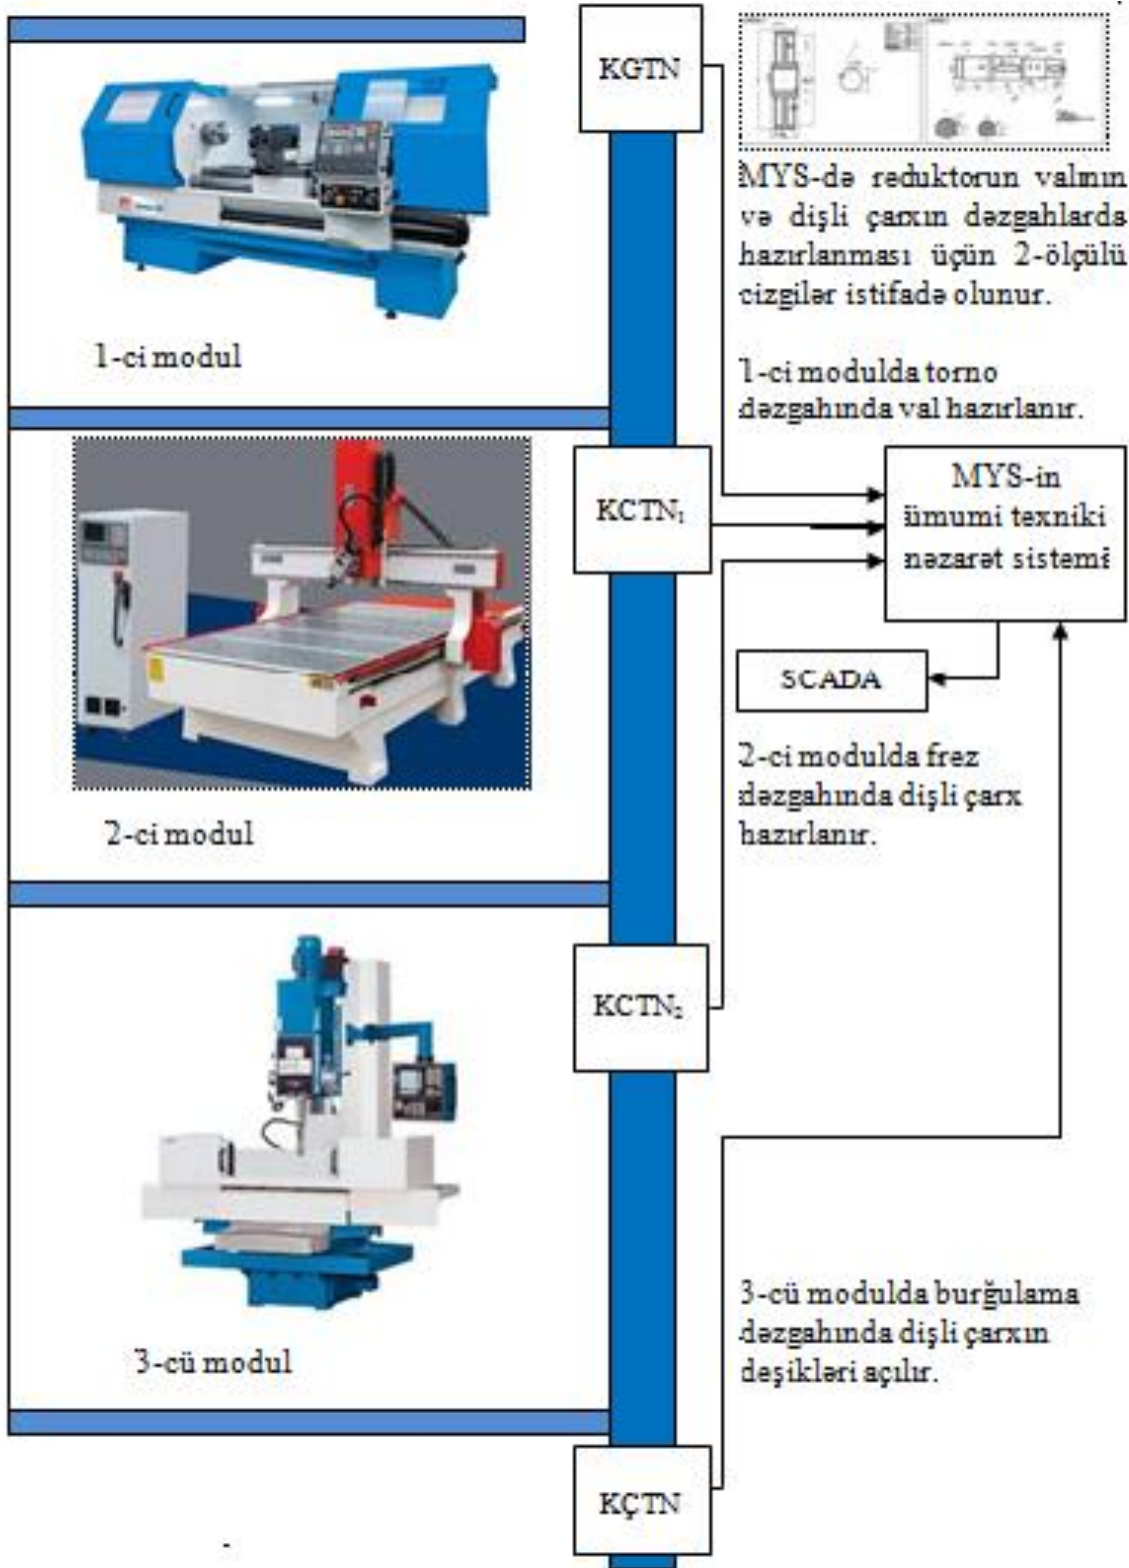 KGTN
MYS-də reduktorun valının
və dişli çarxın dəzgahlarda
hazırlanması üçün 2-ölçülü
cizgilər istifadə olunur.
1-ci modul
1-ci modulda torno
dəzgahında val hazırlanır.
KCTN₁
MYS-in
ümumi texniki
nəzarət sistemi
SCADA
2-ci modulda frez
dəzgahında dişli çarx
hazırlanır.
2-ci modul
KCTN₂
3-cü modulda burğulama
dəzgahında dişli çarxın
deşikləri açılır.
3-cü modul
KÇTN
-